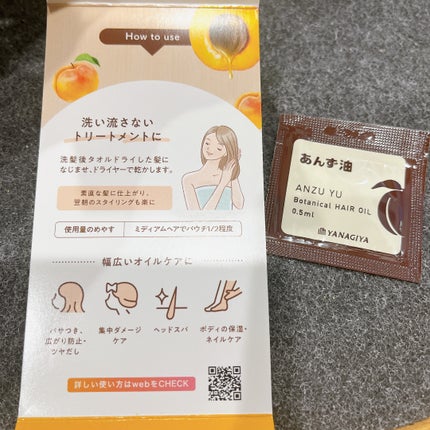 How to use
洗い流さない
トリートメントに
洗髪後タオルドライした髪に
なじませ、ドライヤーで乾かします。
素直な髪に仕上がり、
翌朝のスタイリングも楽に
使用量のめやす
ミディアムヘアでパウチ1/2程度
幅広いオイルケアに
パサつき、
広がり防止・
ツヤだし
集中ダメージ
ケア
ヘッドスパ
ボディの保湿・
ネイルケア
詳しい使い方はwebをCHECK
あんず油
ANZU YU
Botanical HAIR OIL
0.5ml
YANAGIYA